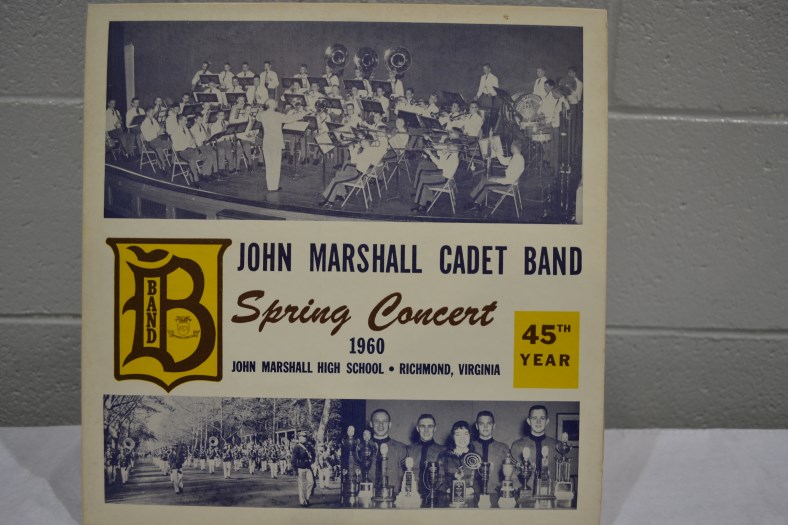 JOHN MARSHALL CADET BAND
B
BAND
Spring Concert
1960
45TH
YEAR
JOHN MARSHALL HIGH SCHOOL • RICHMOND, VIRGINIA